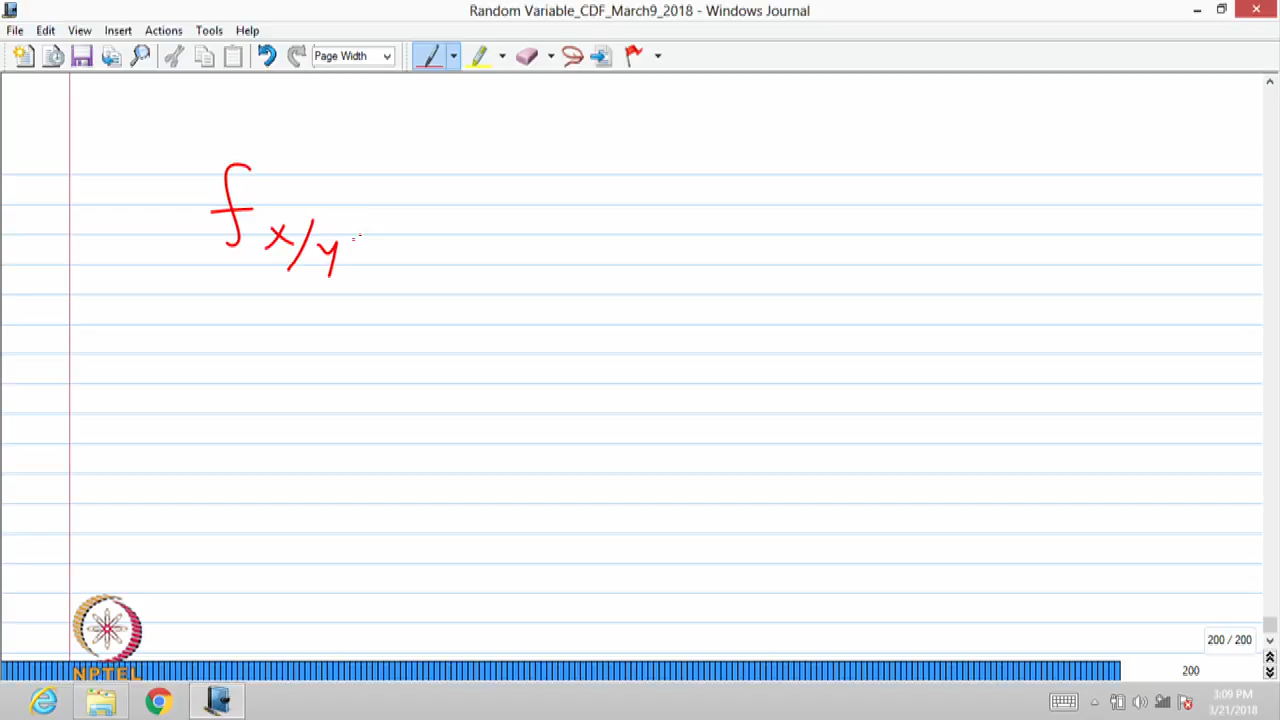 Random Variable_CDF_March9_2018 - Windows Journal
File Edit View Insert Actions Tools Help
Page Width
f x/y
200 / 200
200
NPTEL
3:09 PM
3/21/2018